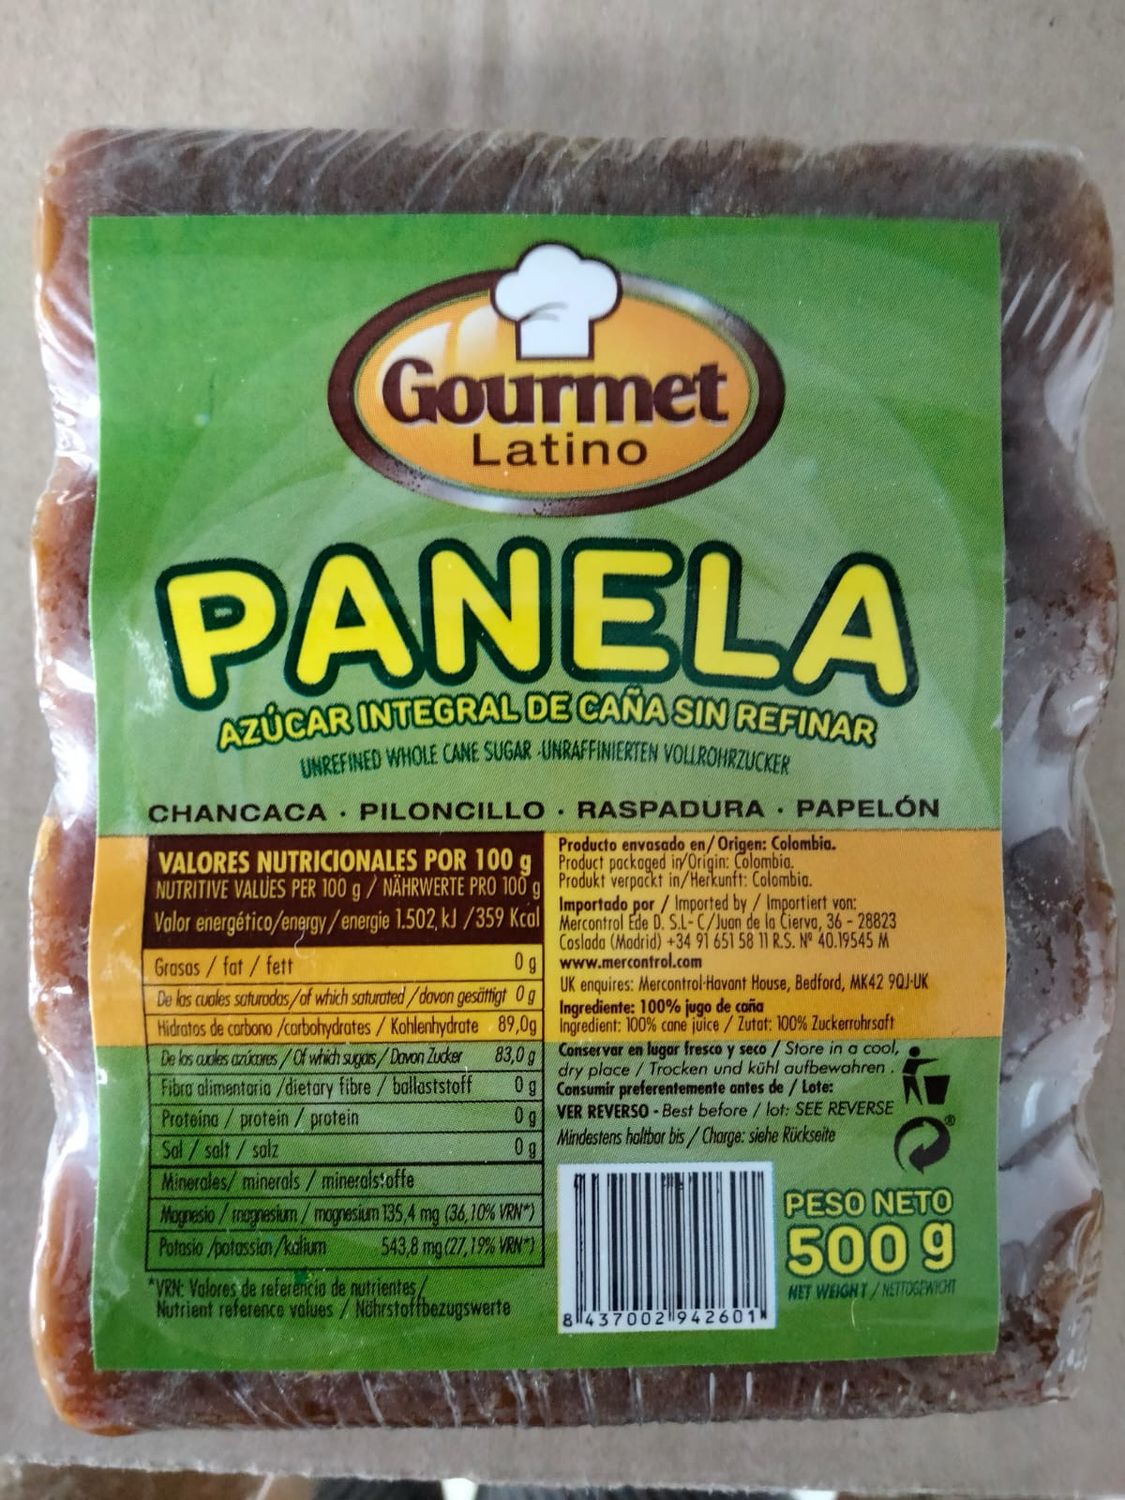 Gourmet
Latino
PANELA
AZÚCAR INTEGRAL DE CAÑA SIN REFINAR
UNREFINED WHOLE CANE SUGAR -UNRAFFINIERTEN VOLLROHRZUCKER
CHANCACA · PILONCILLO · RASPADURA · PAPELÓN
VALORES NUTRICIONALES POR 100 g
NUTRITIVE VALUES PER 100 g / NÄHRWERTE PRO 100 g
Valor energético/energy/energie 1.502, kJ /359 Kcal
Grasas / fat / fett 0 g
De las cuales saturadas/of which saturated/davon gesättigt 0 g
Hidratos de carbono /carbohydrates / Kohlenhydrate 89,0g
De los cuales azúcares / Of which sugars / Davon Zucker 83,0 g
Fibra alimentaria /dietary fibre / ballaststoff 0 g
Proteína / protein / protein 0 g
Sal / salt / salz 0 g
Minerales/ minerals / mineralstoffe
Magnesio / magnesium / magnesium 135,4 mg (36,10% VRN*)
Potasio /potassian /kalium 543,8 mg (27,19% VRN*)
*VRN: Valores de referencia de nutrientes/
Nutrient reference values / Nährstoffbezugswerte
Producto envasado en/ Origen: Colombia.
Product packaged in/Origin: Colombia.
Produkt verpackt in/Herkunft: Colombia.
Importado por / Imported by / Importiert von:
Mercontrol Ede D. S.L- C/Juan de la Cierva, 36 - 28823
Coslada (Madrid) +34 91 651 58 11 R.S. Nº 40.19545 M
www.mercontrol.com
UK enquires: Mercontrol-Havant House, Bedford, MK42 9QJ-UK
Ingrediente: 100% jugo de caña
Ingredient: 100% cane juice / Zutat: 100% Zuckerrohrsaft
Conservar en lugar fresco y seco / Store in a cool,
dry place / Trocken und kühl aufbewahren .
Consumir preferentemente antes de / Lote:
VER REVERSO - Best before / lot: SEE REVERSE
Mindestens haltbar bis / Charge: siehe Rückseite
8 437002 942601
PESO NETO
500 g
NET WEIGHT / NETTOGEWICHT